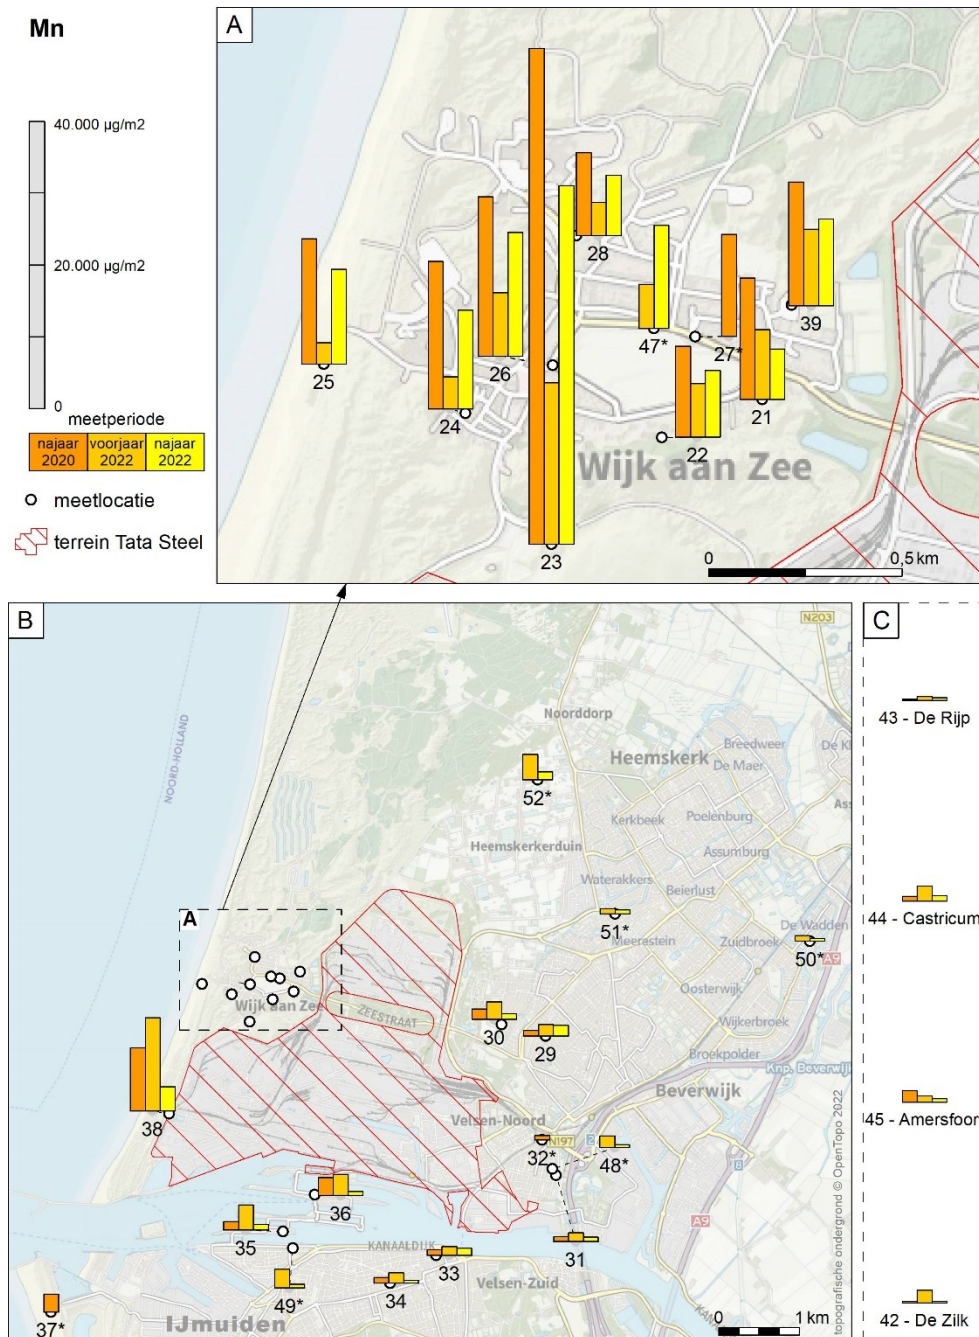 Mn
40.000 µg/m2
20.000 µg/m2
0
meetperiode
najaar 2020
voorjaar 2022
najaar 2022
meetlocatie
terrein Tata Steel
A
28
39
47*
27*
25
26
24
21
22
Wijk aan Zee
23
0 0,5 km
B
N203
Noorddorp
NOORD-HOLLAND
Heemskerk
Breedweer
De Maer
52*
Kerkbeek
Poelenburg
Heemskerkerduin
Assumburg
Waterakkers
Beierlust
51*
De Wadden
Meerestein
Zuidbroek
50*
A9
A
Wijk aan Zee
Oosterwijk
ZEESTRAAT
30
29
Wijkerbroek
Broekpolder
Knp. Beverwijk
Beverwijk
38
Velsen-Noord
N197
32*
48*
36
35
31
A9
KANAALDIJK
33
Velsen-Zuid
49*
34
37*
IJmuiden
0 1 km
topografische ondergrond © OpenTopo 2022
C
43 - De Rijp
44 - Castricum
45 - Amersfoor
42 - De Zilk